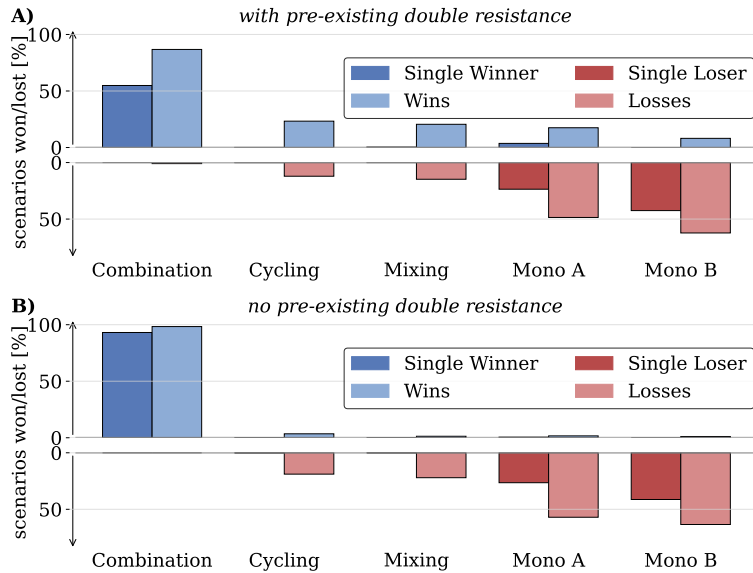 A) with pre-existing double resistance
scenarios won/lost [%]
100
50
0
0
50
Single Winner Single Loser
Wins Losses
Combination Cycling Mixing Mono A Mono B
B) no pre-existing double resistance
scenarios won/lost [%]
100
50
0
0
50
Single Winner Single Loser
Wins Losses
Combination Cycling Mixing Mono A Mono B